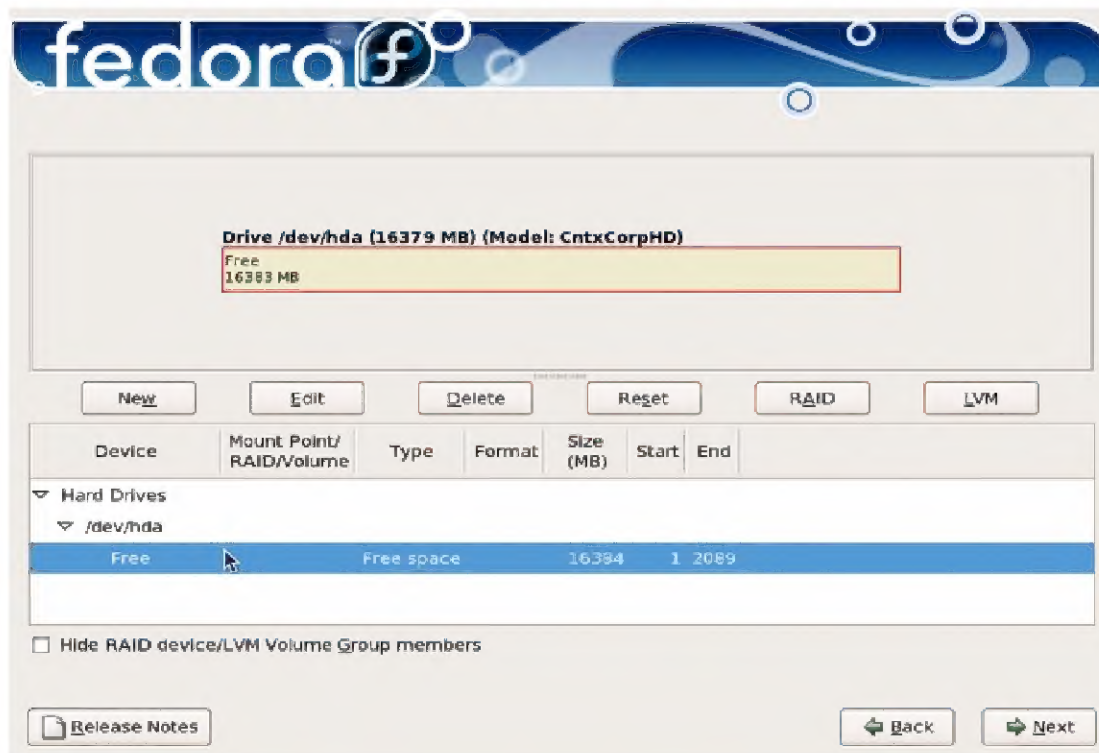 fedora™ f
Drive /dev/hda (16379 MB) (Model: CntxCorpHD)
Free
16383 MB
New Edit Delete Reset RAID LVM
Device Mount Point/ RAID/Volume Type Format Size (MB) Start End
Hard Drives
/dev/hda
Free Free space 16384 1 2089
Hide RAID device/LVM Volume Group members
Release Notes Back Next